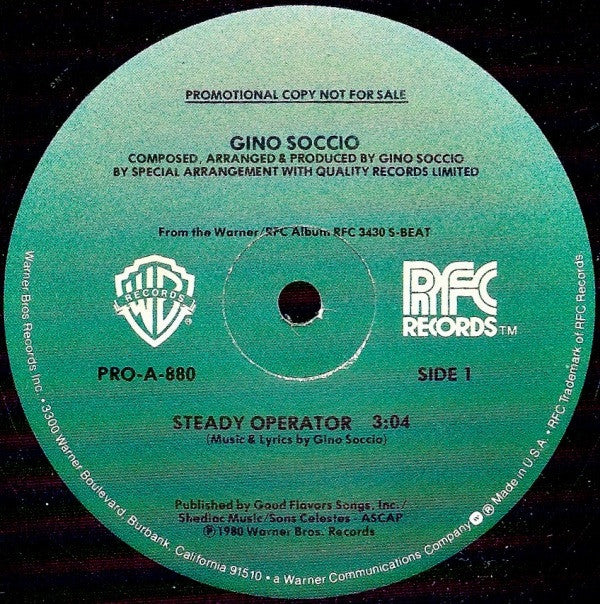 PROMOTIONAL COPY NOT FOR SALE
GINO SOCCIO
COMPOSED, ARRANGED & PRODUCED BY GINO SOCCIO
BY SPECIAL ARRANGEMENT WITH QUALITY RECORDS LIMITED
From the Warner/RFC Album RFC 3430 S-BEAT
WB RECORDS
RFC
RECORDS TM
PRO-A-880
SIDE 1
STEADY OPERATOR 3:04
(Music & Lyrics by Gino Soccio)
Published by Good Flavors Songs, Inc./
Shediac Music/Sons Celestes - ASCAP
℗1980 Warner Bros. Records
Warner Bros Records Inc. • 3300 Warner Boulevard, Burbank, California 91510 • a Warner Communications Company ® Made in U.S.A. • RFC Trademark of RFC Records